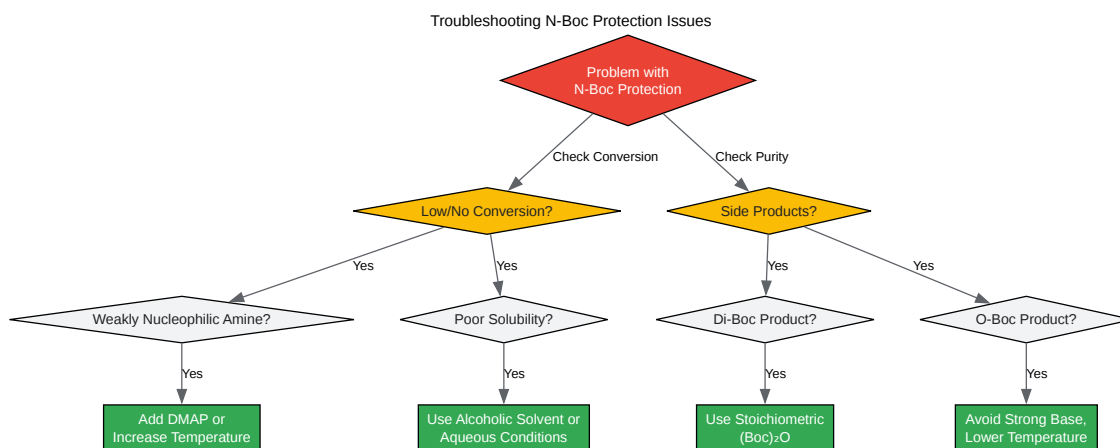 Troubleshooting N-Boc Protection Issues
Problem with
N-Boc Protection
Check Conversion
Check Purity
Low/No Conversion?
Side Products?
Yes
Yes
Yes
Yes
Weakly Nucleophilic Amine?
Poor Solubility?
Di-Boc Product?
O-Boc Product?
Yes
Yes
Yes
Yes
Add DMAP or
Increase Temperature
Use Alcoholic Solvent or
Aqueous Conditions
Use Stoichiometric
(Boc)₂O
Avoid Strong Base,
Lower Temperature